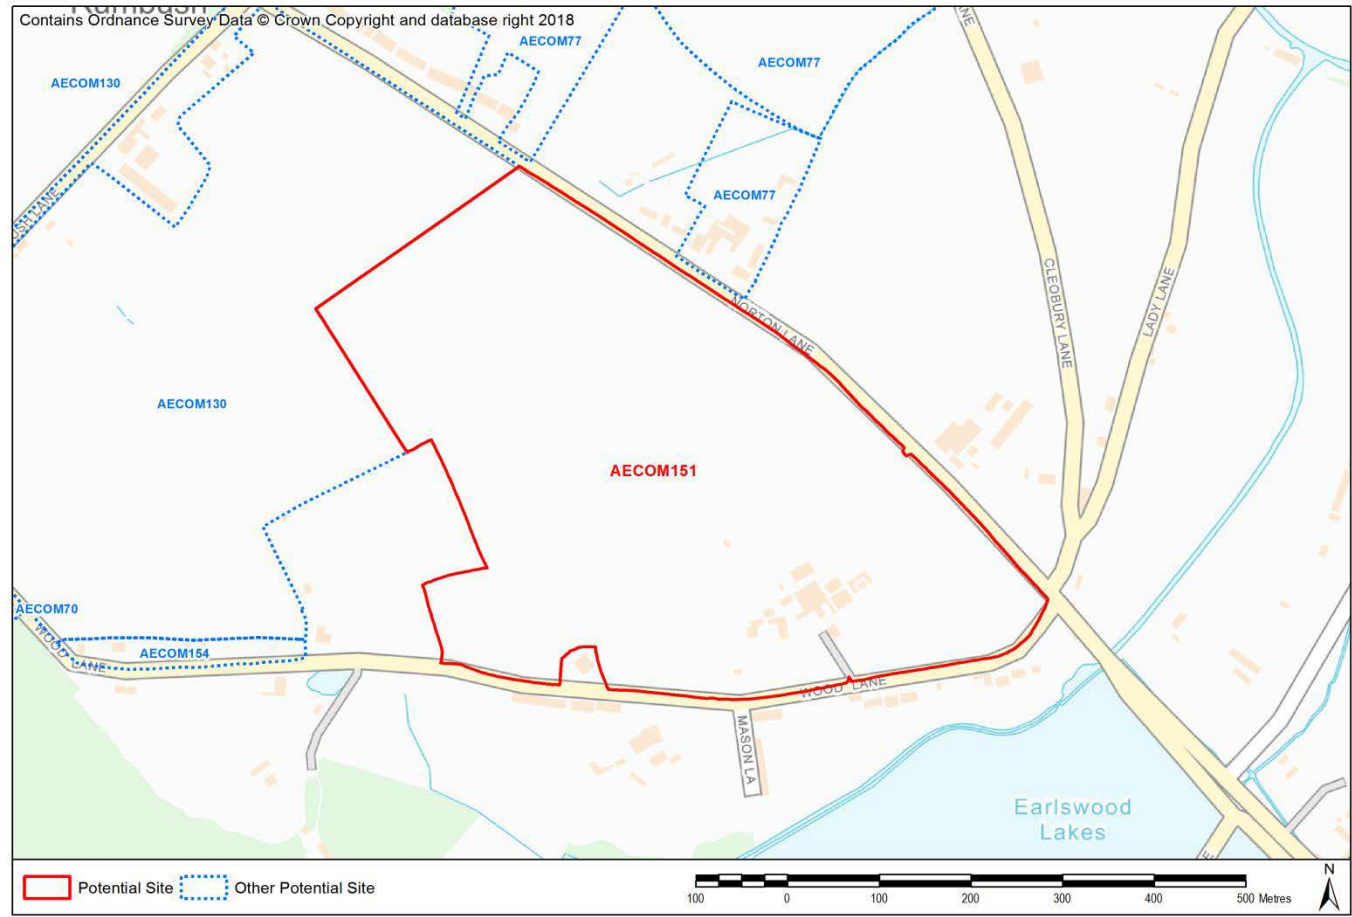 Contains Ordnance Survey Data © Crown Copyright and database right 2018
AECOM77
AECOM77
AECOM130
AECOM77
NORTON LANE
CLEOBURY LANE
LADY LANE
AECOM130
AECOM151
AECOM70
WOOD LANE
AECOM154
WOOD LANE
MASON LA
Earlswood
Lakes
Potential Site
Other Potential Site
100 0 100 200 300 400 500 Metres
N